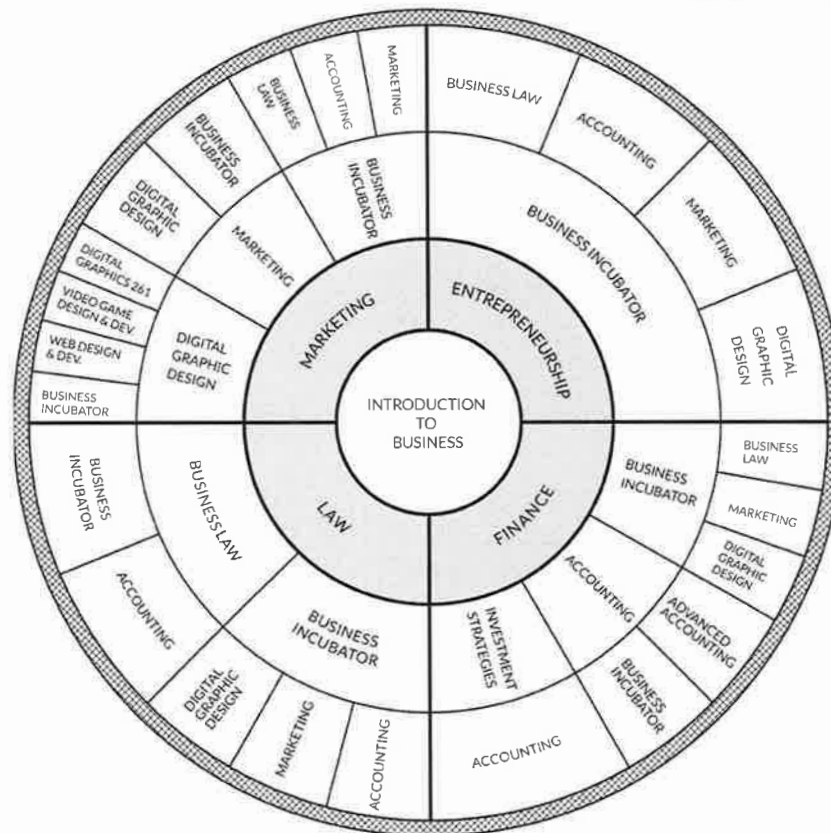 INTRODUCTION
TO
BUSINESS
ENTREPRENEURSHIP
BUSINESS INCUBATOR
BUSINESS LAW
ACCOUNTING
MARKETING
DIGITAL
GRAPHIC
DESIGN
FINANCE
BUSINESS
INCUBATOR
BUSINESS
LAW
MARKETING
DIGITAL
GRAPHIC
DESIGN
ACCOUNTING
ADVANCED
ACCOUNTING
BUSINESS
INCUBATOR
INVESTMENT
STRATEGIES
ACCOUNTING
LAW
BUSINESS
INCUBATOR
ACCOUNTING
MARKETING
DIGITAL
GRAPHIC
DESIGN
BUSINESS LAW
ACCOUNTING
BUSINESS
INCUBATOR
MARKETING
DIGITAL
GRAPHIC
DESIGN
BUSINESS
INCUBATOR
WEB DESIGN
& DEV.
VIDEO GAME
DESIGN & DEV.
DIGITAL
GRAPHICS 261
MARKETING
DIGITAL
GRAPHIC
DESIGN
BUSINESS
INCUBATOR
BUSINESS
INCUBATOR
BUSINESS
LAW
ACCOUNTING
MARKETING